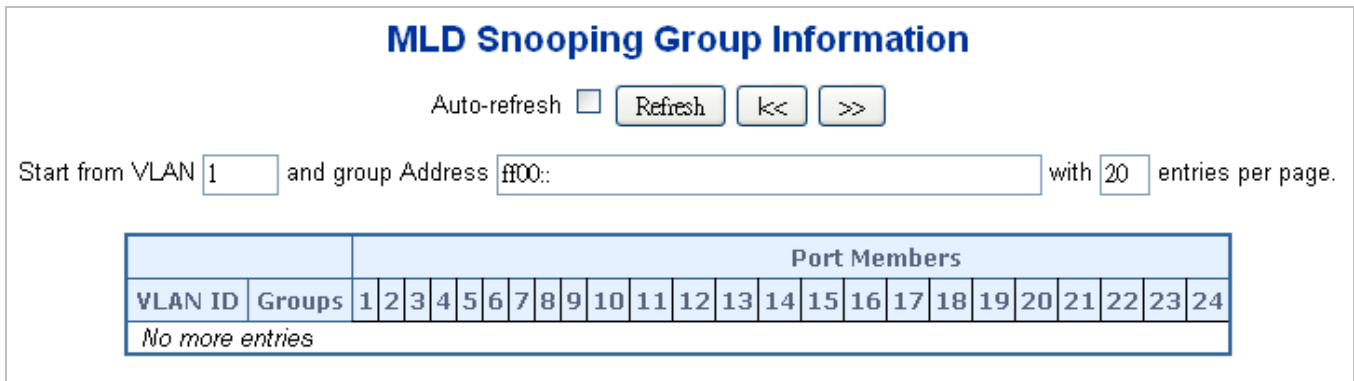 MLD Snooping Group Information
Auto-refresh Refresh k<< >>
Start from VLAN 1 and group Address ff00:: with 20 entries per page.
Port Members
VLAN ID Groups 1 2 3 4 5 6 7 8 9 10 11 12 13 14 15 16 17 18 19 20 21 22 23 24
No more entries